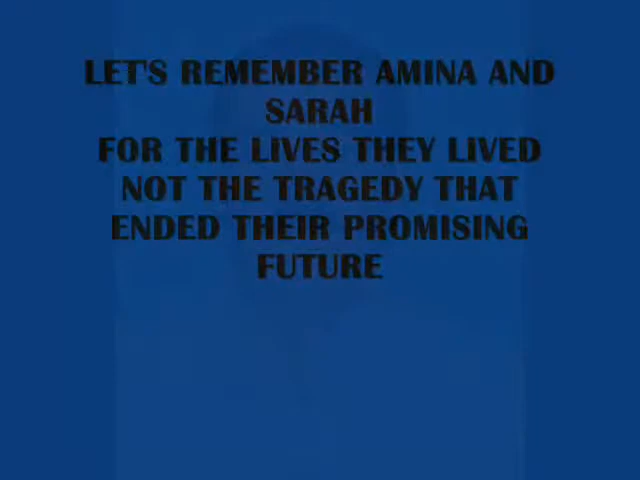 LET'S REMEMBER AMINA AND
SARAH
FOR THE LIVES THEY LIVED
NOT THE TRAGEDY THAT
ENDED THEIR PROMISING
FUTURE